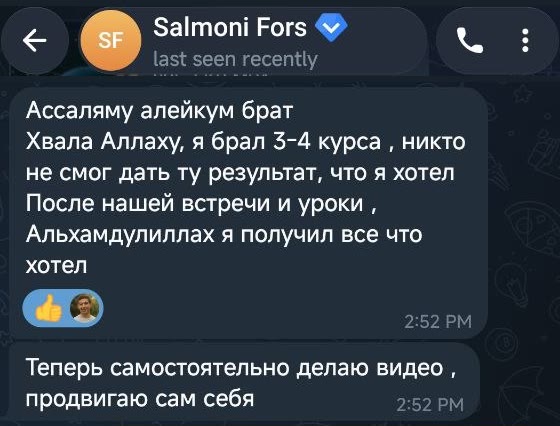 SF
Salmoni Fors
last seen recently
Ассаляму алейкум брат
Хвала Аллаху, я брал 3-4 курса , никто
не смог дать ту результат, что я хотел
После нашей встречи и уроки ,
Альхамдулиллах я получил все что
хотел
2:52 PM
Теперь самостоятельно делаю видео ,
продвигаю сам себя
2:52 PM